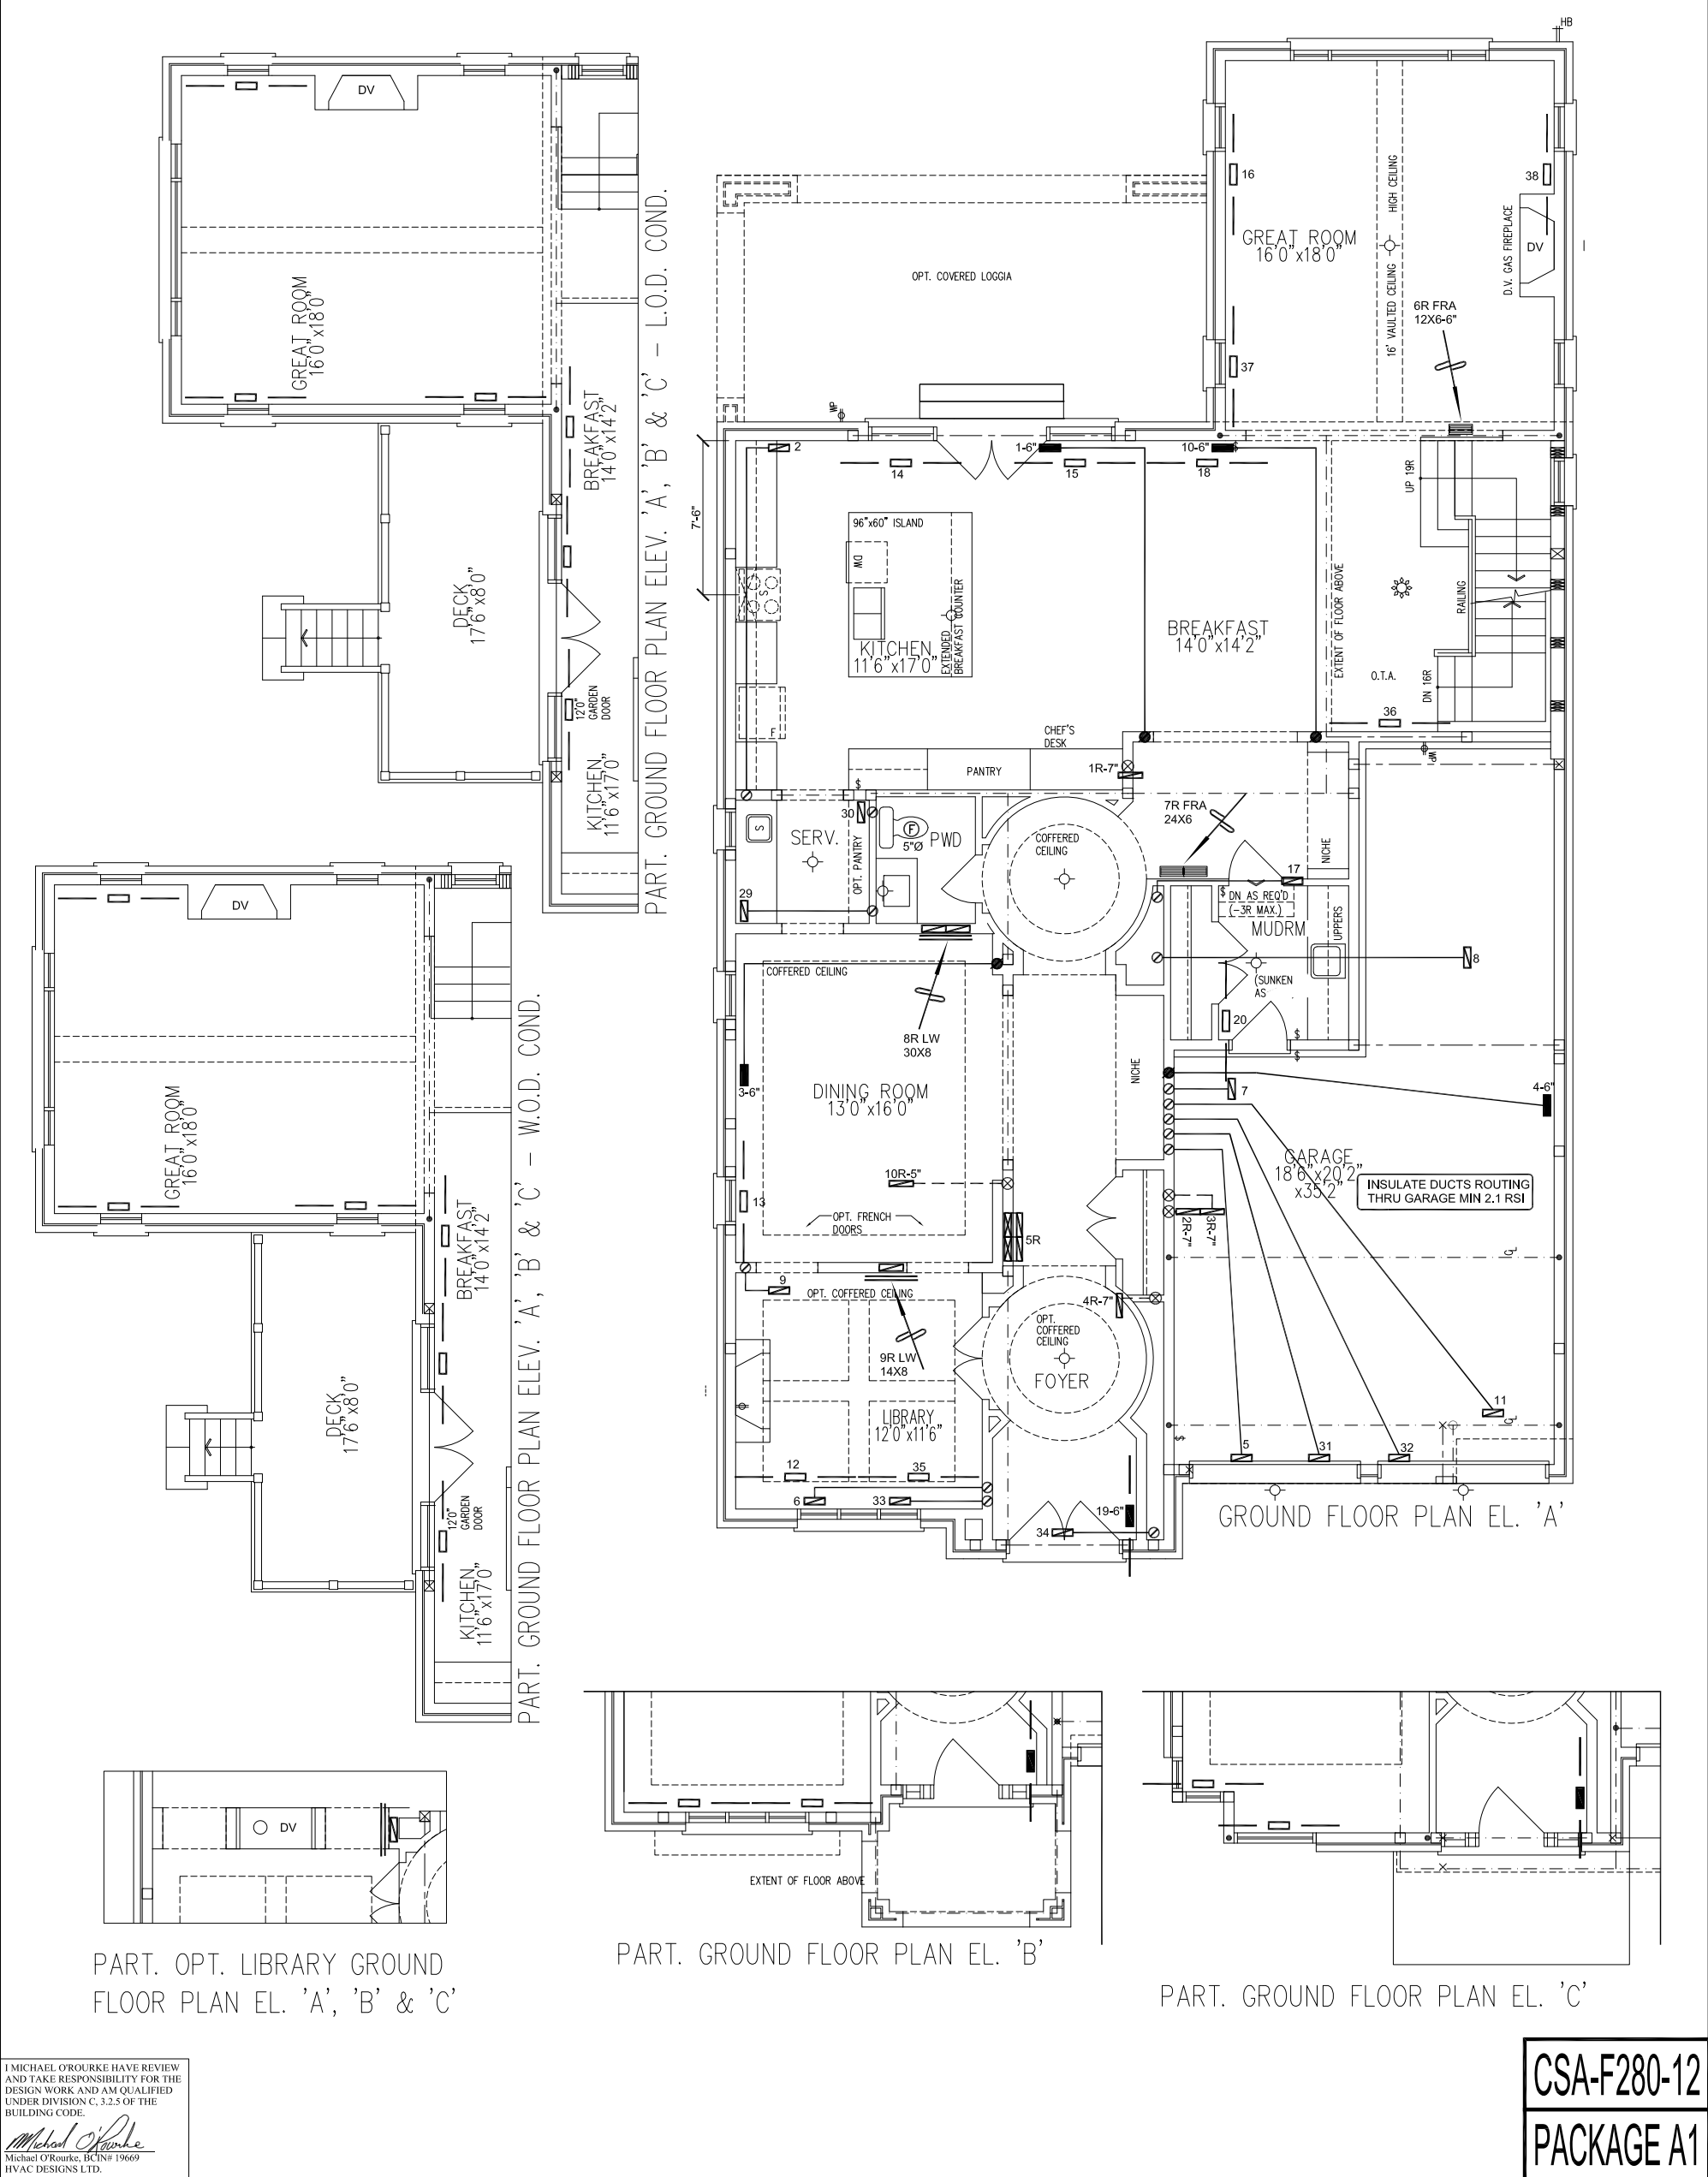 HB
DV
GREAT ROOM
16'0"x18'0"
BREAKFAST
14'0"x14'2"
DECK
17'6"x8'0"
12'0"
GARDEN
DOOR
KITCHEN
11'6"x17'0"
PART. GROUND FLOOR PLAN ELEV. 'A', 'B' & 'C' - L.O.D. COND.
DV
GREAT ROOM
16'0"x18'0"
BREAKFAST
14'0"x14'2"
DECK
17'6"x8'0"
12'0"
GARDEN
DOOR
KITCHEN
11'6"x17'0"
PART. GROUND FLOOR PLAN ELEV. 'A', 'B' & 'C' - W.O.D. COND.
OPT. COVERED LOGGIA
16
38
GREAT ROOM
16'0"x18'0"
HIGH CEILING
16' VAULTED CEILING
D.V. GAS FIREPLACE
DV
6R FRA
12X6-6"
37
WP
2
1-6"
10-6"
$
14
15
18
7'-6"
UP 19R
96"x60" ISLAND
DW
S
EXTENDED
BREAKFAST COUNTER
KITCHEN
11'6"x17'0"
BREAKFAST
14'0"x14'2"
EXTENT OF FLOOR ABOVE
RAILING
O.T.A.
DN 16R
36
F
CHEF'S
DESK
PANTRY
1R-7"
WP
$
30
SERV.
S
OPT. PANTRY
F
5"Ø
PWD
COFFERED
CEILING
7R FRA
24X6
NICHE
17
29
$ DN AS REQ'D
(-3R MAX.)
MUDRM
UPPERS
COFFERED CEILING
(SUNKEN
AS
8
20
$
$
8R LW
30X8
3-6"
DINING ROOM
13'0"x16'0"
NICHE
7
4-6"
GARAGE
18'6"x20'2"
x35'2"
INSULATE DUCTS ROUTING
THRU GARAGE MIN 2.1 RSI
10R-5"
13
OPT. FRENCH
DOORS
5R
2R-7"
3R-7"
9
OPT. COFFERED CEILING
4R-7"
OPT.
COFFERED
CEILING
FOYER
9R LW
14X8
LIBRARY
12'0"x11'6"
11
5
31
32
12
35
6
33
34
19-6"
GROUND FLOOR PLAN EL. 'A'
DV
PART. OPT. LIBRARY GROUND
FLOOR PLAN EL. 'A', 'B' & 'C'
EXTENT OF FLOOR ABOVE
PART. GROUND FLOOR PLAN EL. 'B'
PART. GROUND FLOOR PLAN EL. 'C'
I MICHAEL O'ROURKE HAVE REVIEW
AND TAKE RESPONSIBILITY FOR THE
DESIGN WORK AND AM QUALIFIED
UNDER DIVISION C, 3.2.5 OF THE
BUILDING CODE.
Michael O'Rourke
Michael O'Rourke, BCIN# 19669
HVAC DESIGNS LTD.
CSA-F280-12
PACKAGE A1